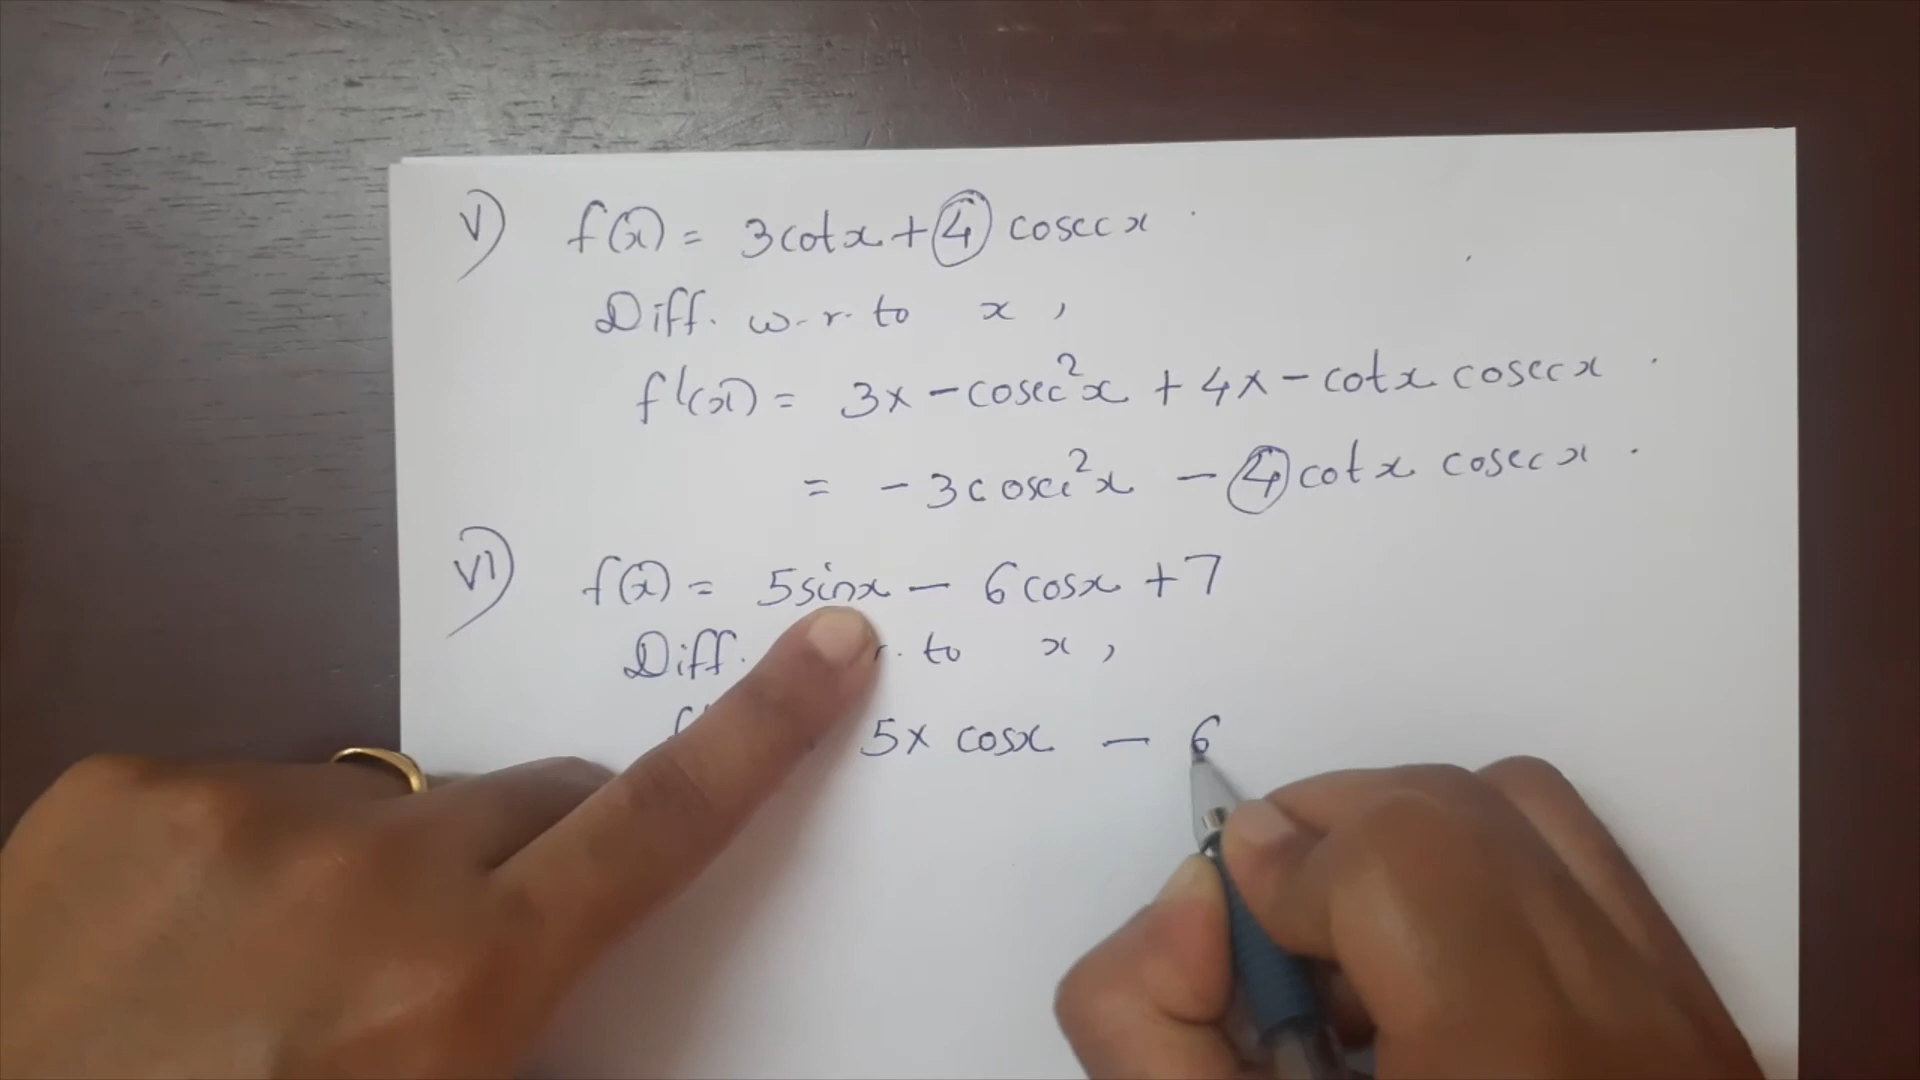 v) f(x) = 3cotx + 4 cosecx .
Diff. w.r. to x ,
f'(x) = 3x - cosec²x + 4x - cotx cosecx .
= - 3cosec²x - 4 cotx cosecx .
vi) f(x) = 5sinx - 6cosx + 7
Diff. r. to x ,
5x cosx - 6